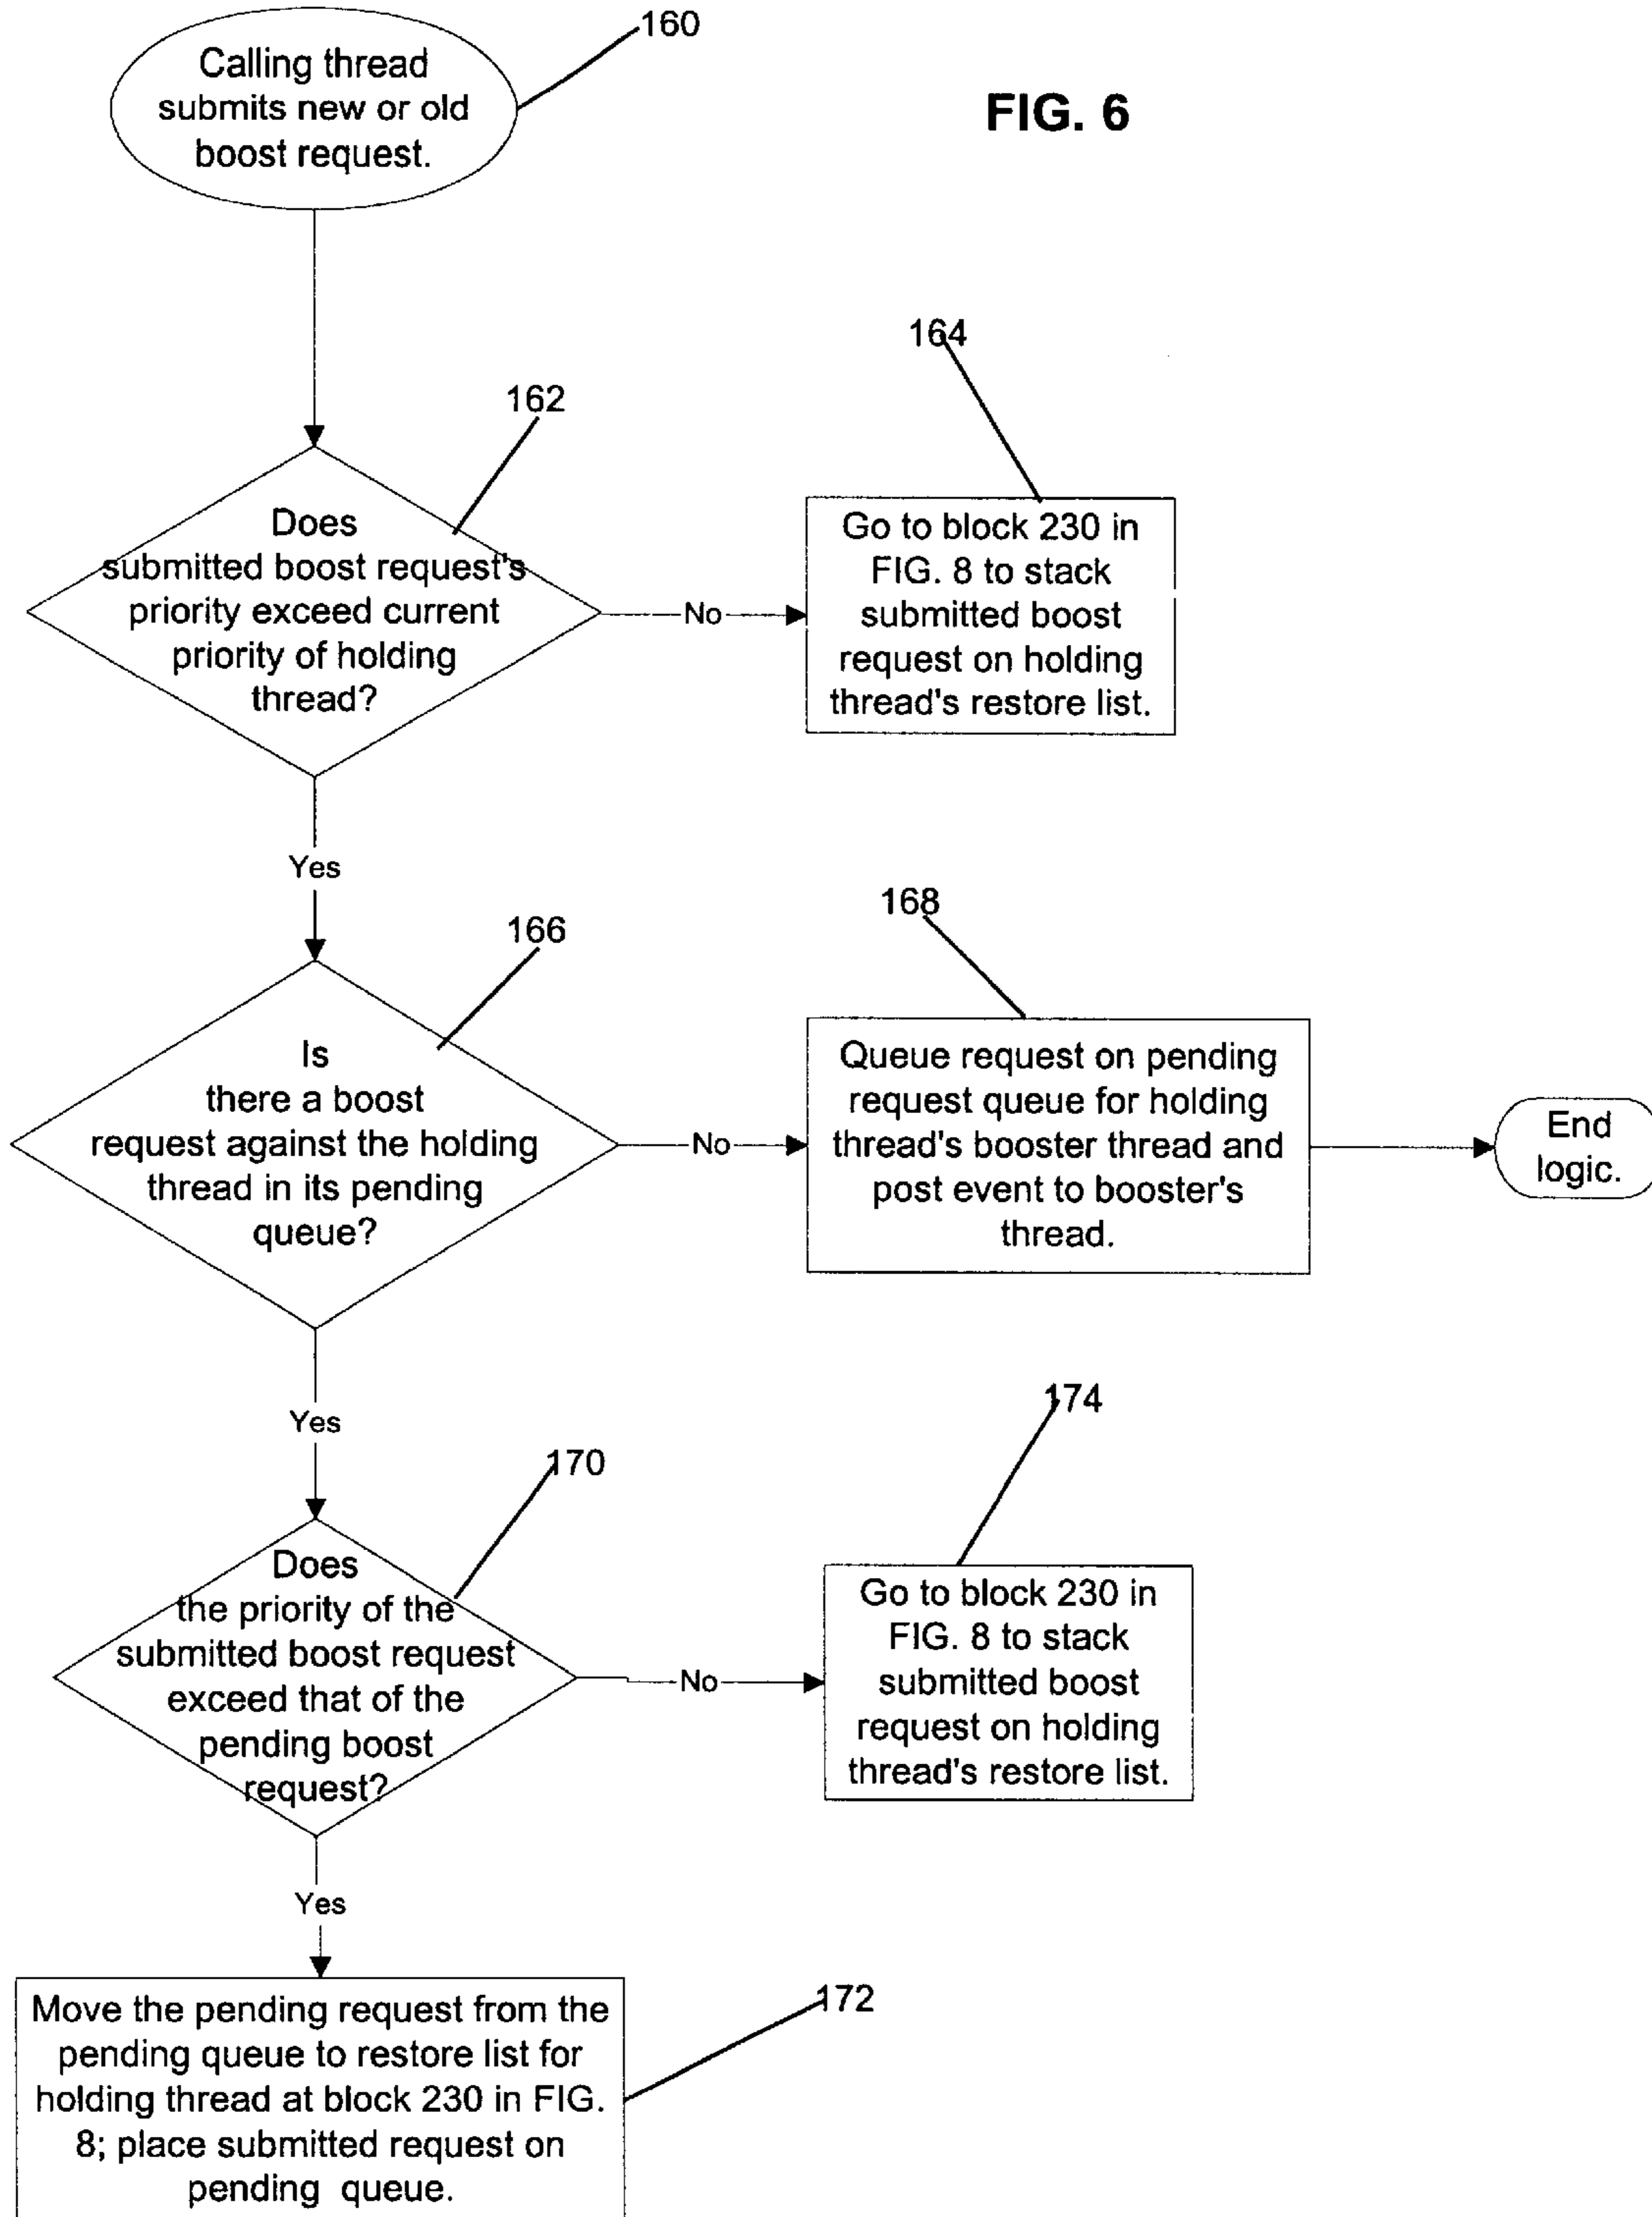 160
Calling thread
submits new or old
boost request.
FIG. 6
164
162
Does
submitted boost request's
priority exceed current
priority of holding
thread?
No
Go to block 230 in
FIG. 8 to stack
submitted boost
request on holding
thread's restore list.
Yes
168
166
Is
there a boost
request against the holding
thread in its pending
queue?
No
Queue request on pending
request queue for holding
thread's booster thread and
post event to booster's
thread.
End
logic.
Yes
174
170
Does
the priority of the
submitted boost request
exceed that of the
pending boost
request?
No
Go to block 230 in
FIG. 8 to stack
submitted boost
request on holding
thread's restore list.
Yes
172
Move the pending request from the
pending queue to restore list for
holding thread at block 230 in FIG.
8; place submitted request on
pending queue.